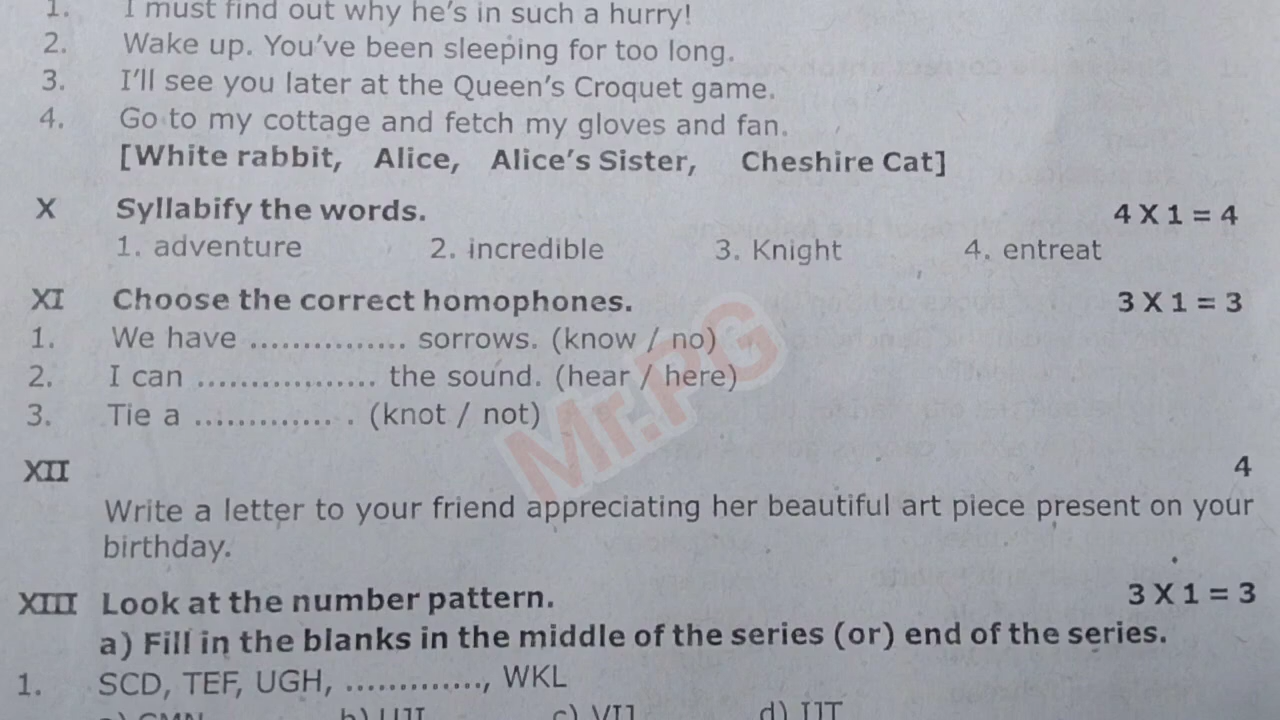 1. I must find out why he's in such a hurry!
2. Wake up. You've been sleeping for too long.
3. I'll see you later at the Queen's Croquet game.
4. Go to my cottage and fetch my gloves and fan.
[White rabbit, Alice, Alice's Sister, Cheshire Cat]
X Syllabify the words. 4 X 1 = 4
1. adventure 2. incredible 3. Knight 4. entreat
XI Choose the correct homophones. 3 X 1 = 3
1. We have ............... sorrows. (know / no)
2. I can ................. the sound. (hear / here)
3. Tie a ............. . (knot / not)
Mr.PG
XII 4
Write a letter to your friend appreciating her beautiful art piece present on your
birthday.
XIII Look at the number pattern. 3 X 1 = 3
a) Fill in the blanks in the middle of the series (or) end of the series.
1. SCD, TEF, UGH, ............., WKL
a) CMN b) UJI c) VIJ d) IJT